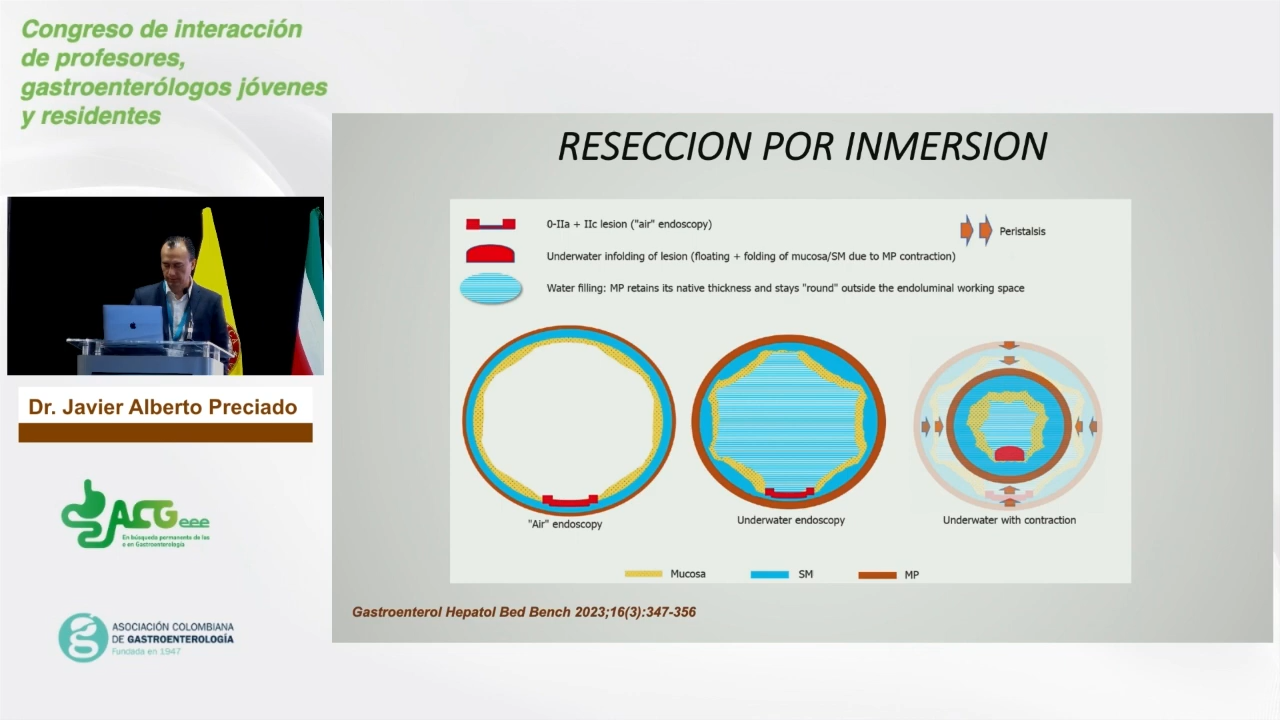 Congreso de interacción
de profesores,
gastroenterólogos jóvenes
y residentes
RESECCION POR INMERSION
0-IIa + IIc lesion ("air" endoscopy)
Peristalsis
Underwater infolding of lesion (floating + folding of mucosa/SM due to MP contraction)
Water filling: MP retains its native thickness and stays "round" outside the endoluminal working space
"Air" endoscopy
Underwater endoscopy
Underwater with contraction
Mucosa
SM
MP
Gastroenterol Hepatol Bed Bench 2023;16(3):347-356
Dr. Javier Alberto Preciado
ACGeee
En búsqueda permanente de las
e en Gastroenterología
ASOCIACIÓN COLOMBIANA
DE GASTROENTEROLOGÍA
Fundada en 1947